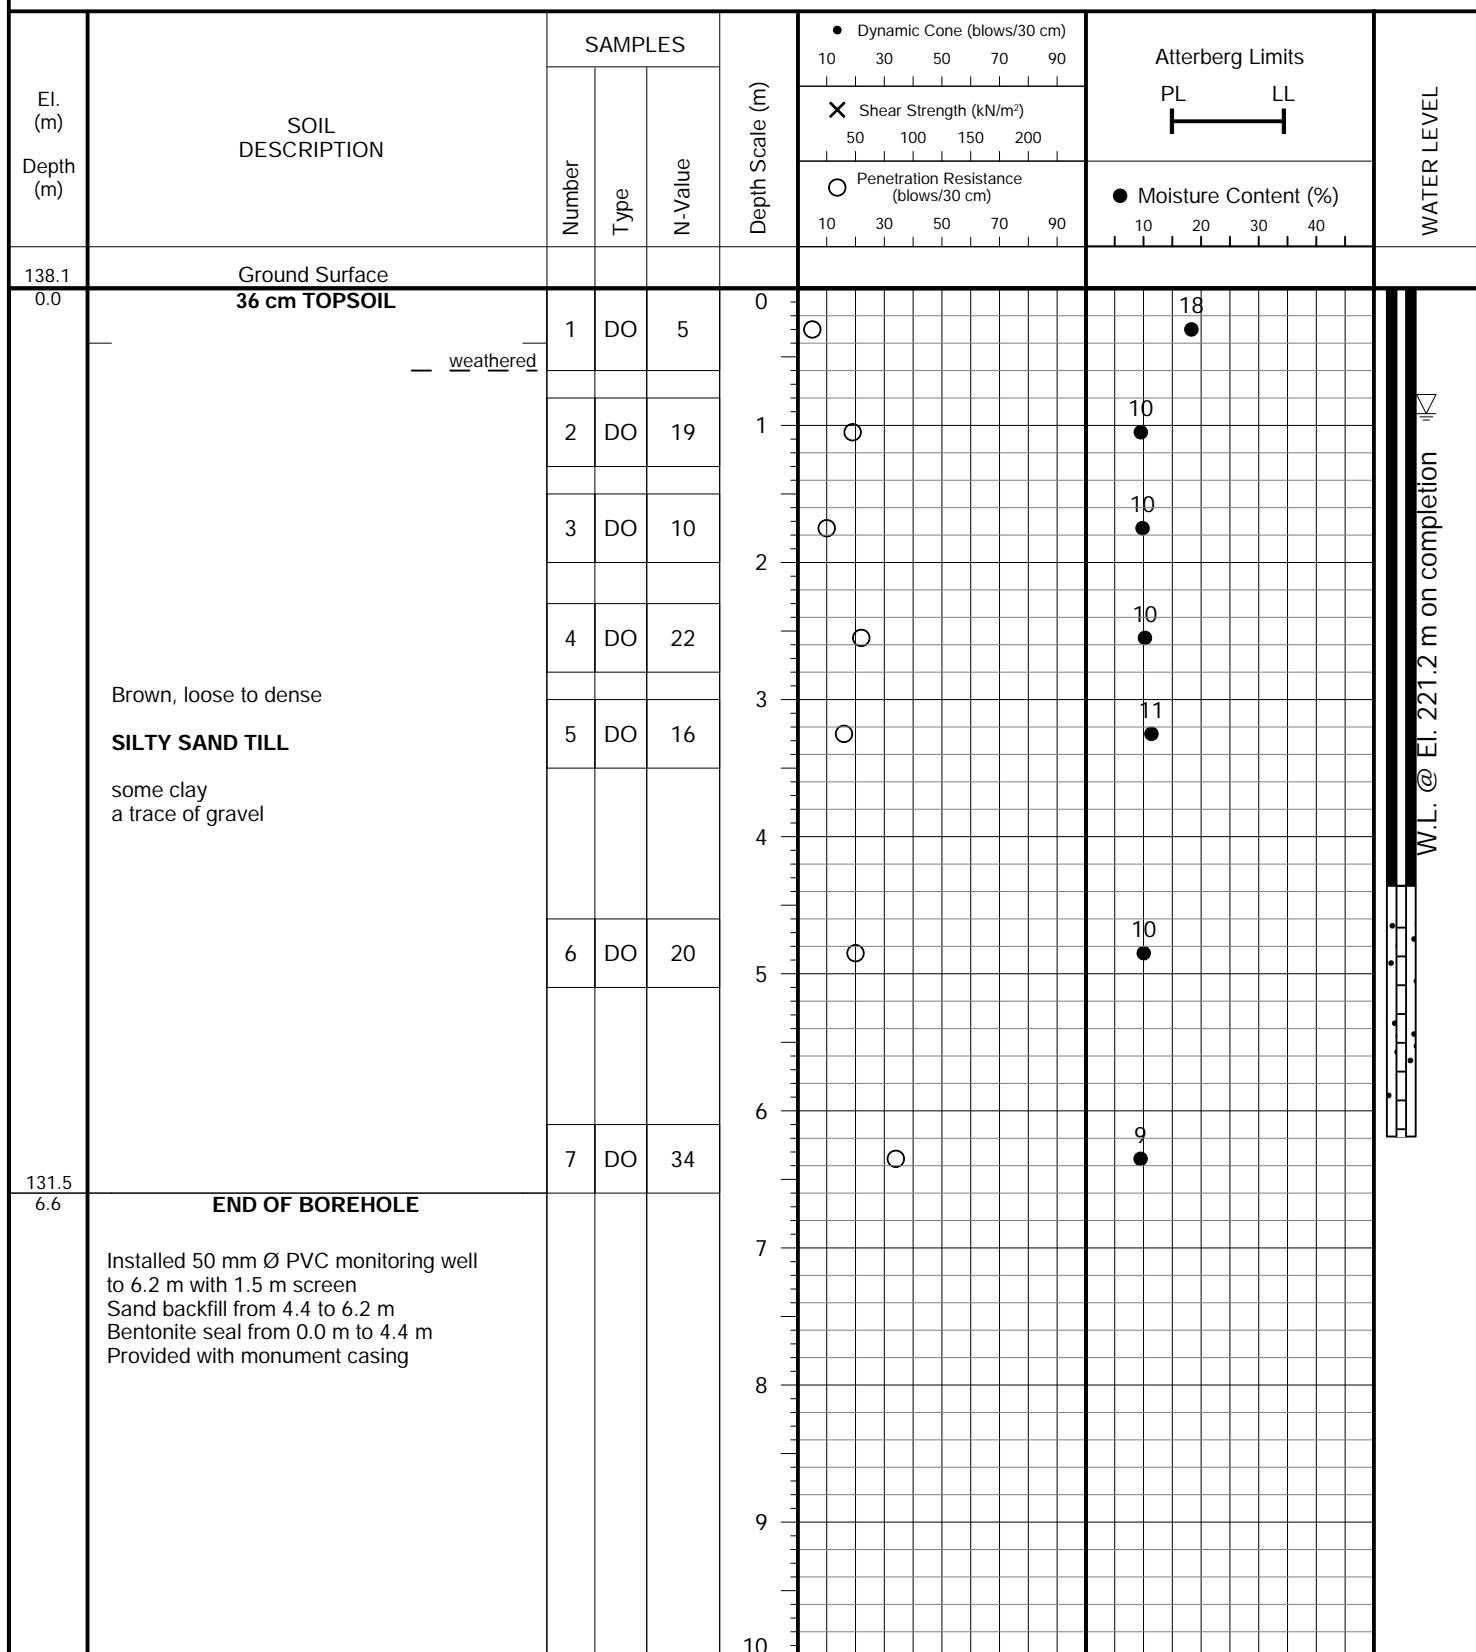 SAMPLES
El.
(m)
Depth
(m)
SOIL
DESCRIPTION
Number
Type
N-Value
Depth Scale (m)
Dynamic Cone (blows/30 cm)
10 30 50 70 90
Shear Strength (kN/m²)
50 100 150 200
Penetration Resistance
(blows/30 cm)
10 30 50 70 90
Atterberg Limits
PL LL
Moisture Content (%)
10 20 30 40
WATER LEVEL
138.1 Ground Surface
0.0 36 cm TOPSOIL 0
1 DO 5 18
weathered
2 DO 19 10
1
3 DO 10 10
2
4 DO 22 10
Brown, loose to dense 3
SILTY SAND TILL 5 DO 16 11
some clay
a trace of gravel
4
6 DO 20 10
5
6
7 DO 34 9
131.5
6.6 END OF BOREHOLE
7
Installed 50 mm Ø PVC monitoring well
to 6.2 m with 1.5 m screen
Sand backfill from 4.4 to 6.2 m
Bentonite seal from 0.0 m to 4.4 m
Provided with monument casing
8
9
10
W.L. @ El. 221.2 m on completion